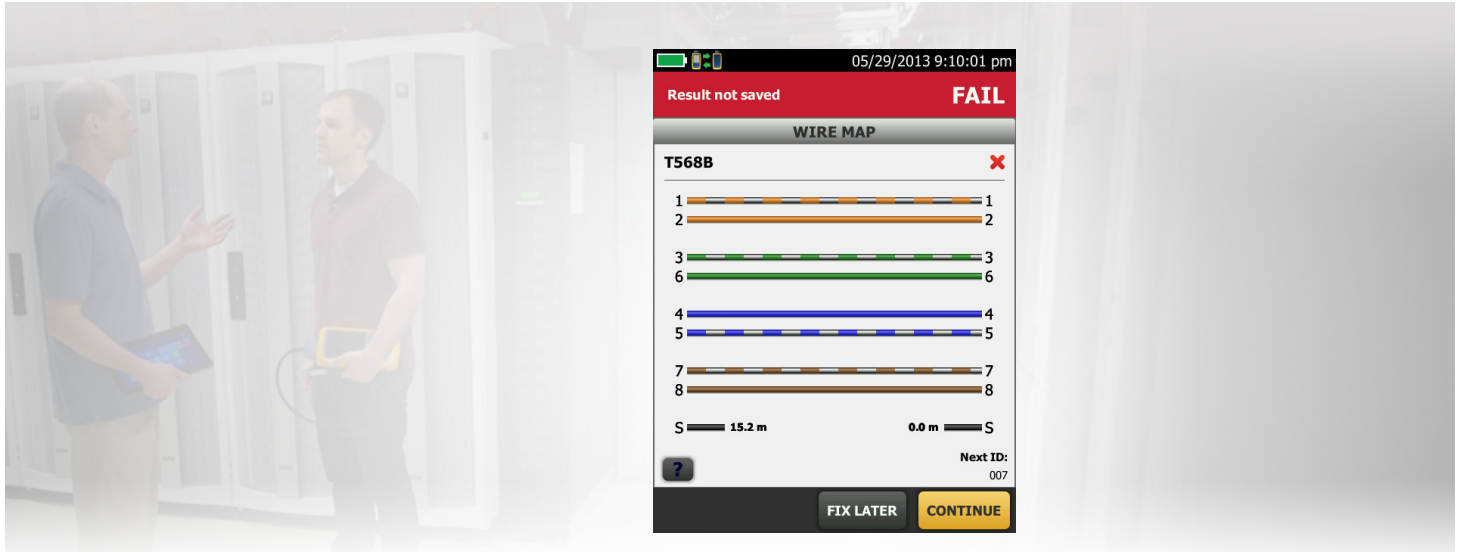 05/29/2013 9:10:01 pm
Result not saved FAIL
WIRE MAP
T568B
1 1
2 2
3 3
6 6
4 4
5 5
7 7
8 8
S 15.2 m 0.0 m S
Next ID:
? 007
FIX LATER CONTINUE